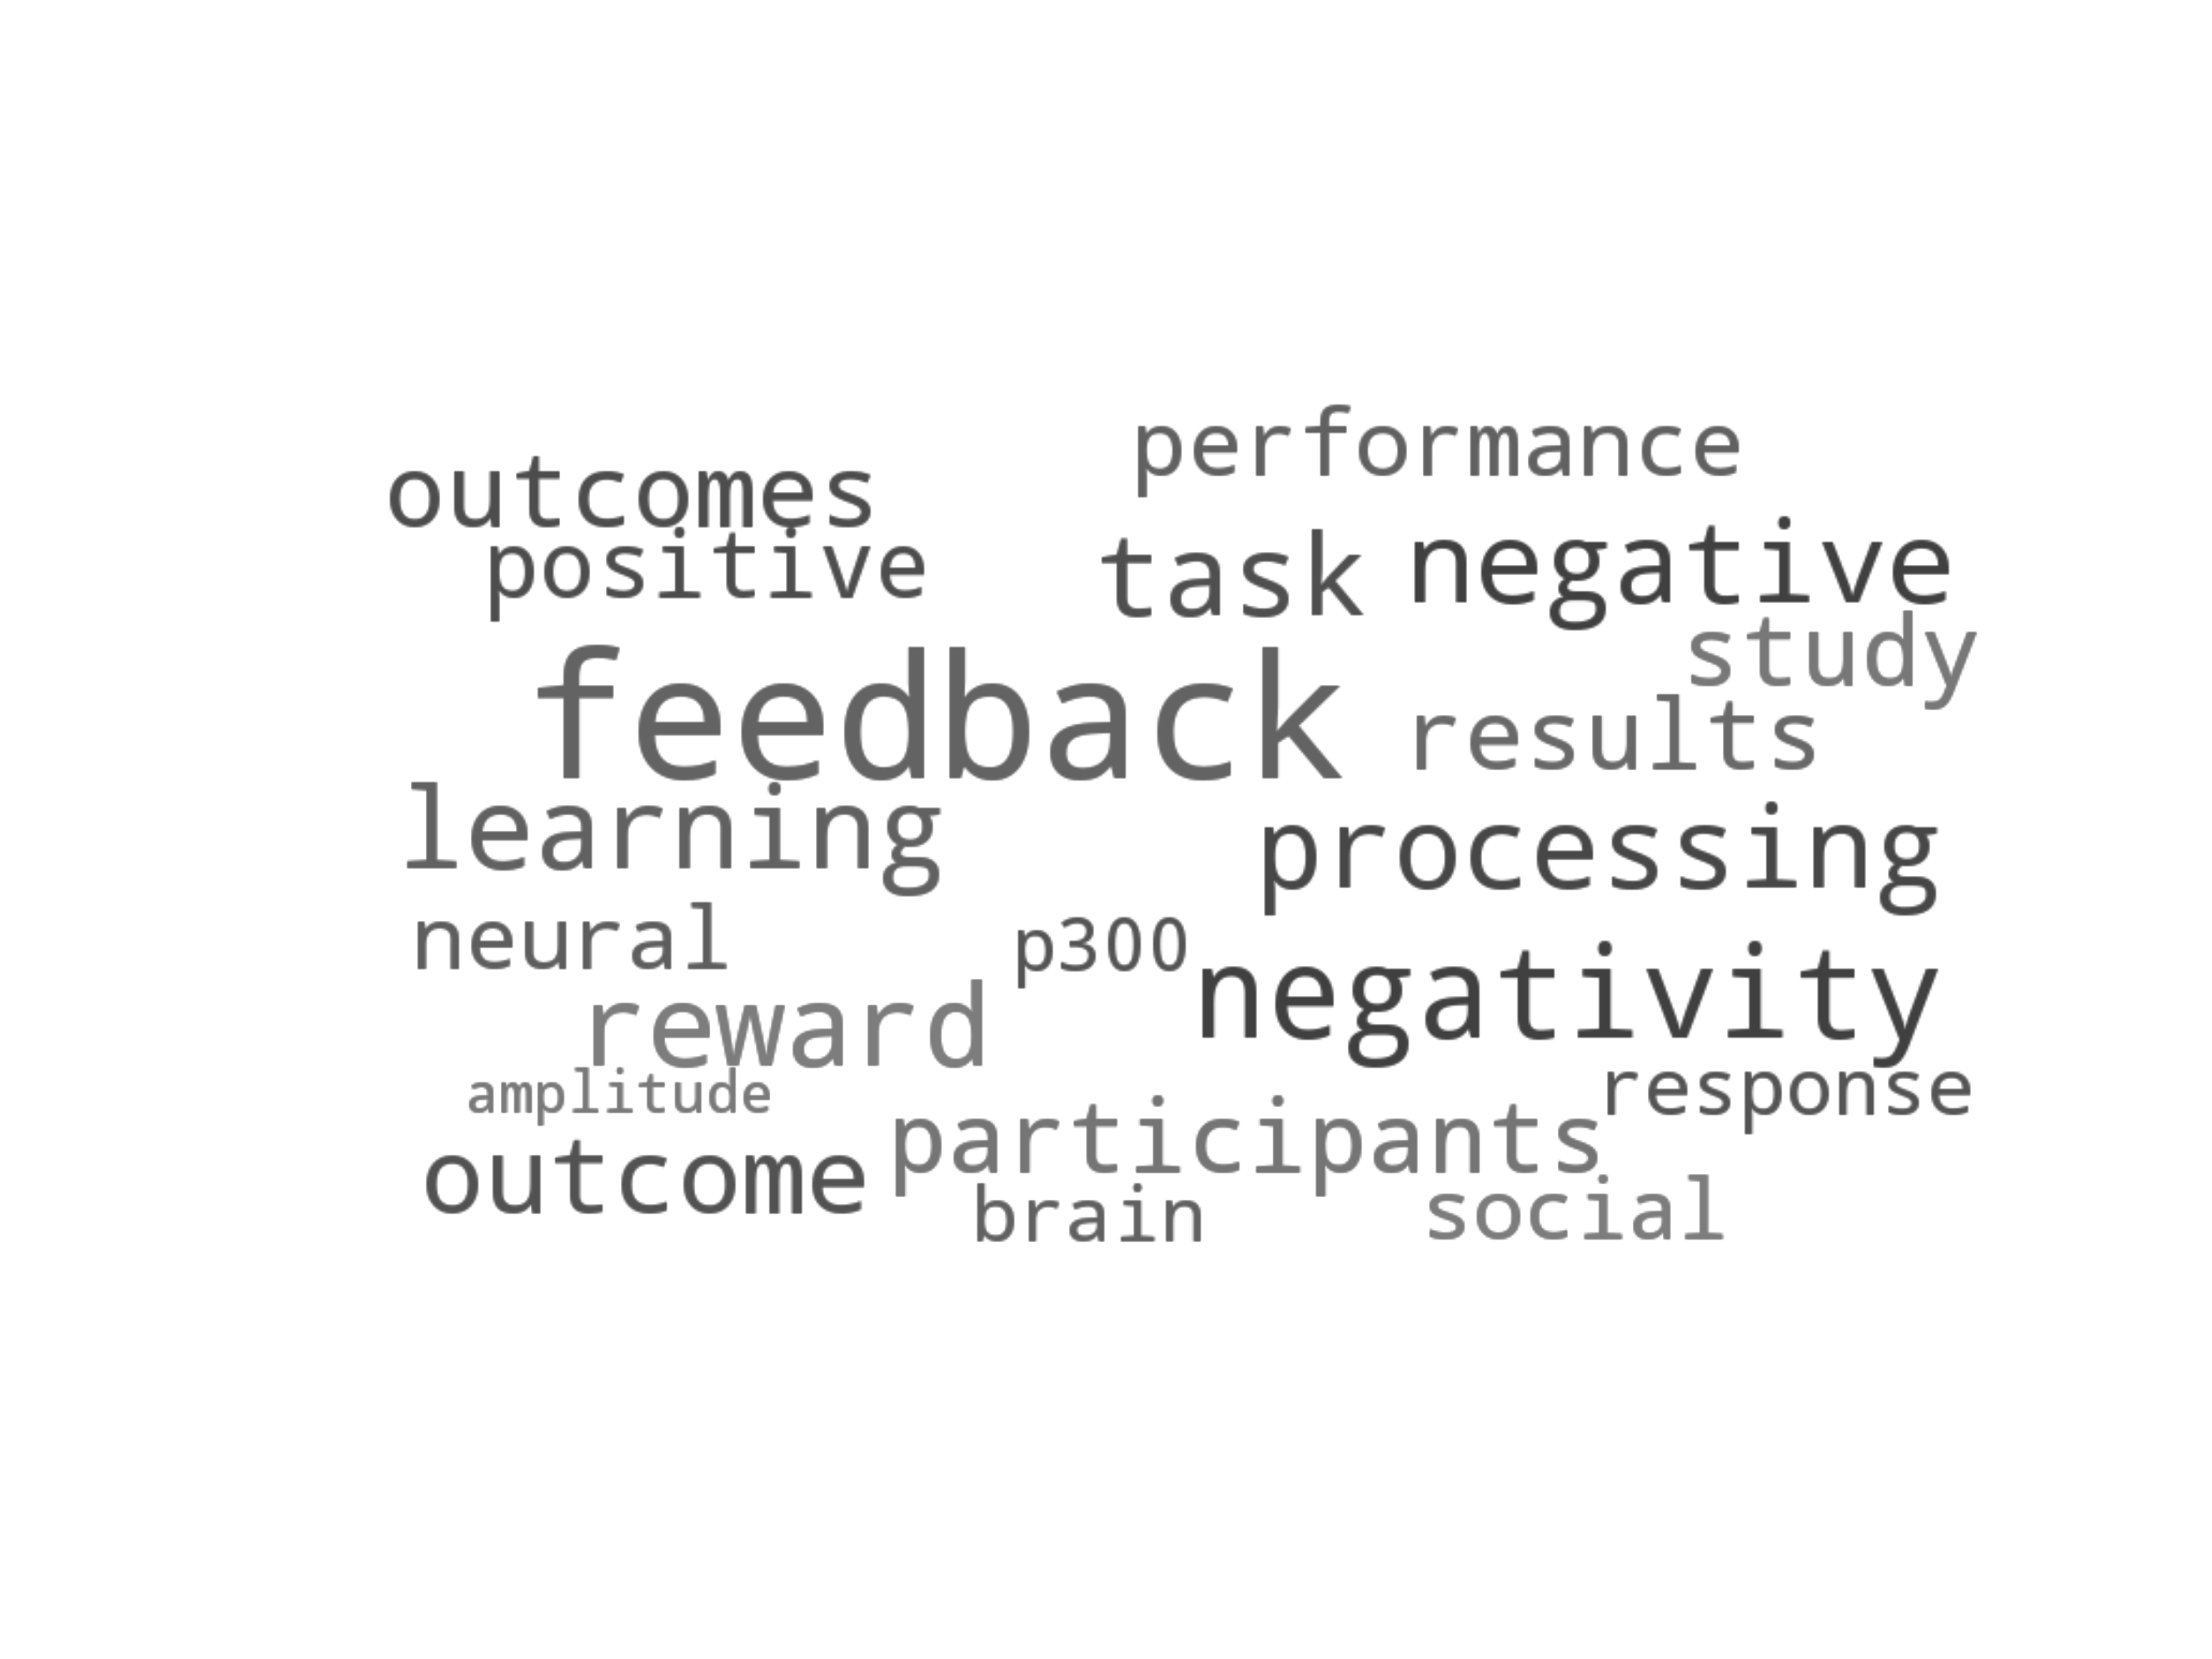 performance
outcomes
positive
task negative
study
feedback results
learning
processing
neural p300
reward negativity
amplitude response
participants
outcome
brain social